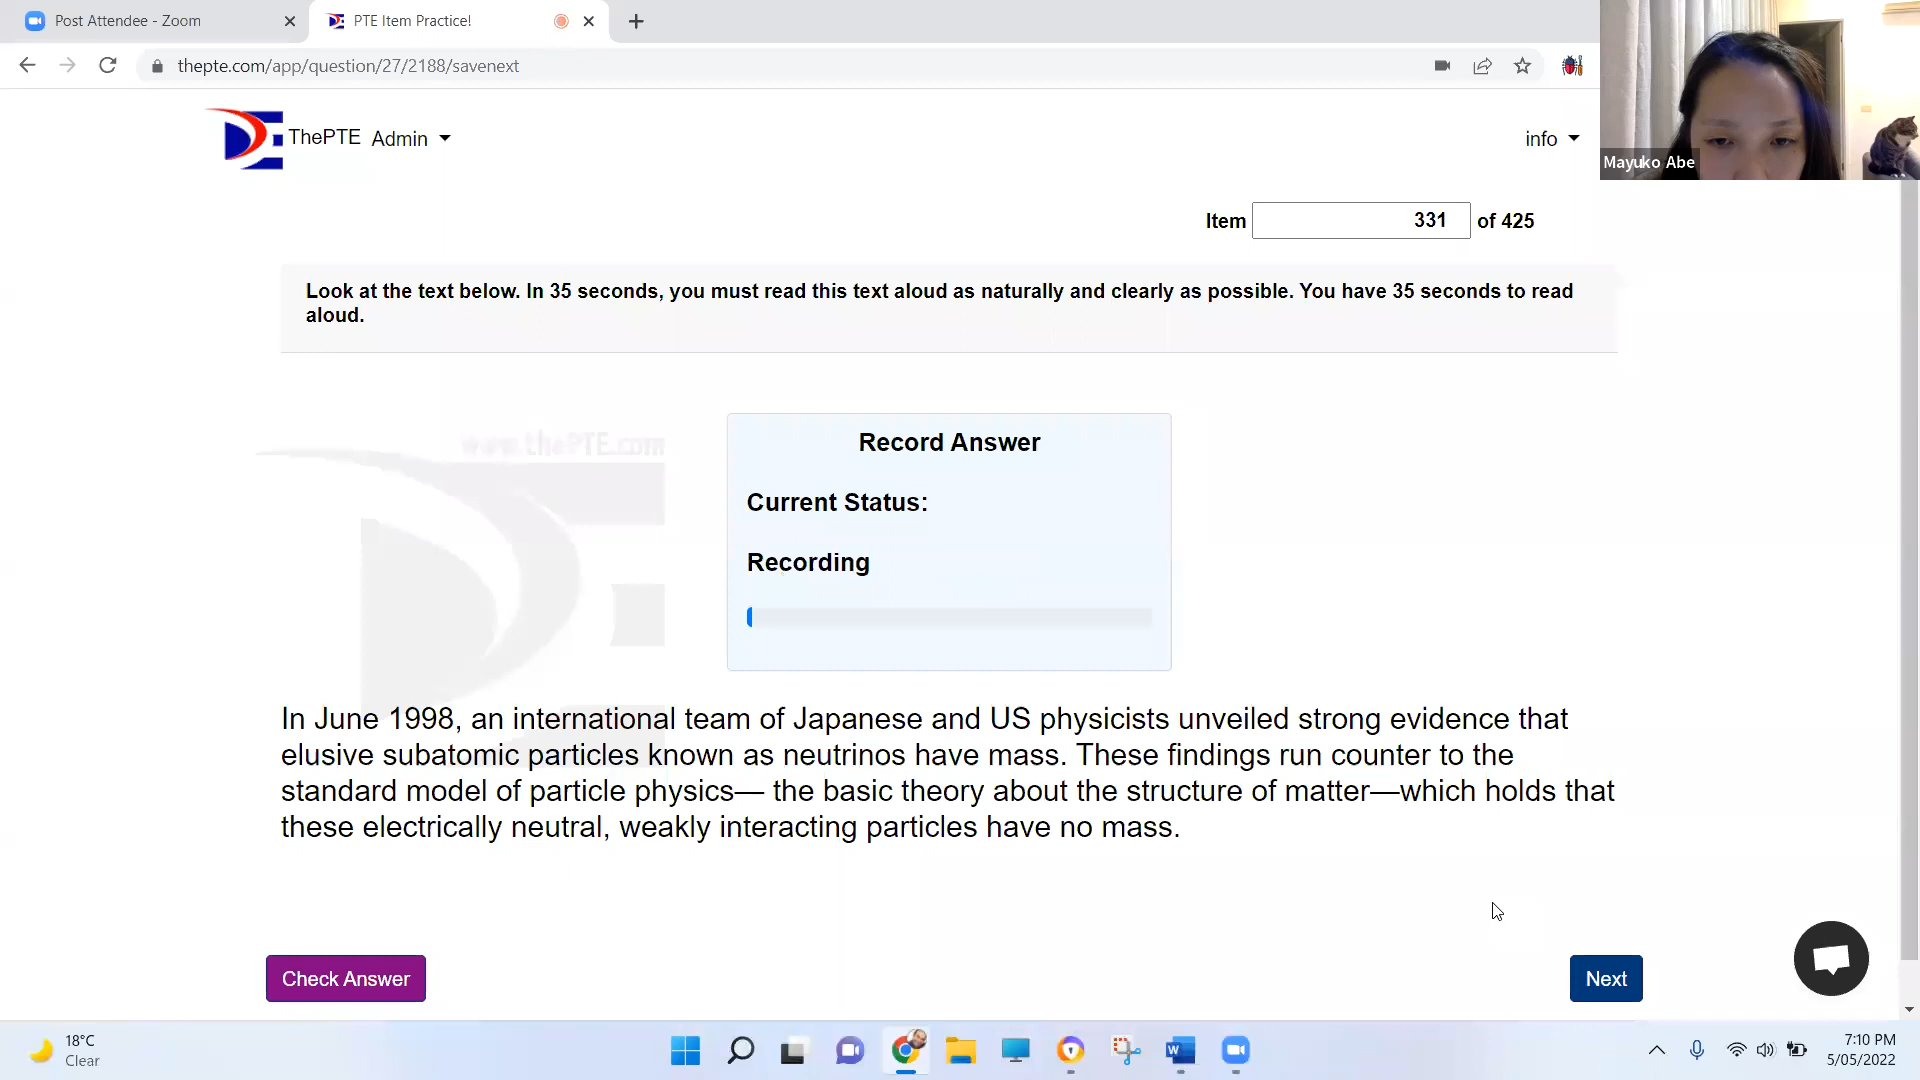 Post Attendee - Zoom
PTE Item Practice!
thepte.com/app/question/27/2188/savenext
ThePTE Admin
info
Mayuko Abe
Item 331 of 425
Look at the text below. In 35 seconds, you must read this text aloud as naturally and clearly as possible. You have 35 seconds to read
aloud.
www.thePTE.com
Record Answer
Current Status:
Recording
In June 1998, an international team of Japanese and US physicists unveiled strong evidence that
elusive subatomic particles known as neutrinos have mass. These findings run counter to the
standard model of particle physics— the basic theory about the structure of matter—which holds that
these electrically neutral, weakly interacting particles have no mass.
Check Answer
Next
18°C
Clear
7:10 PM
5/05/2022